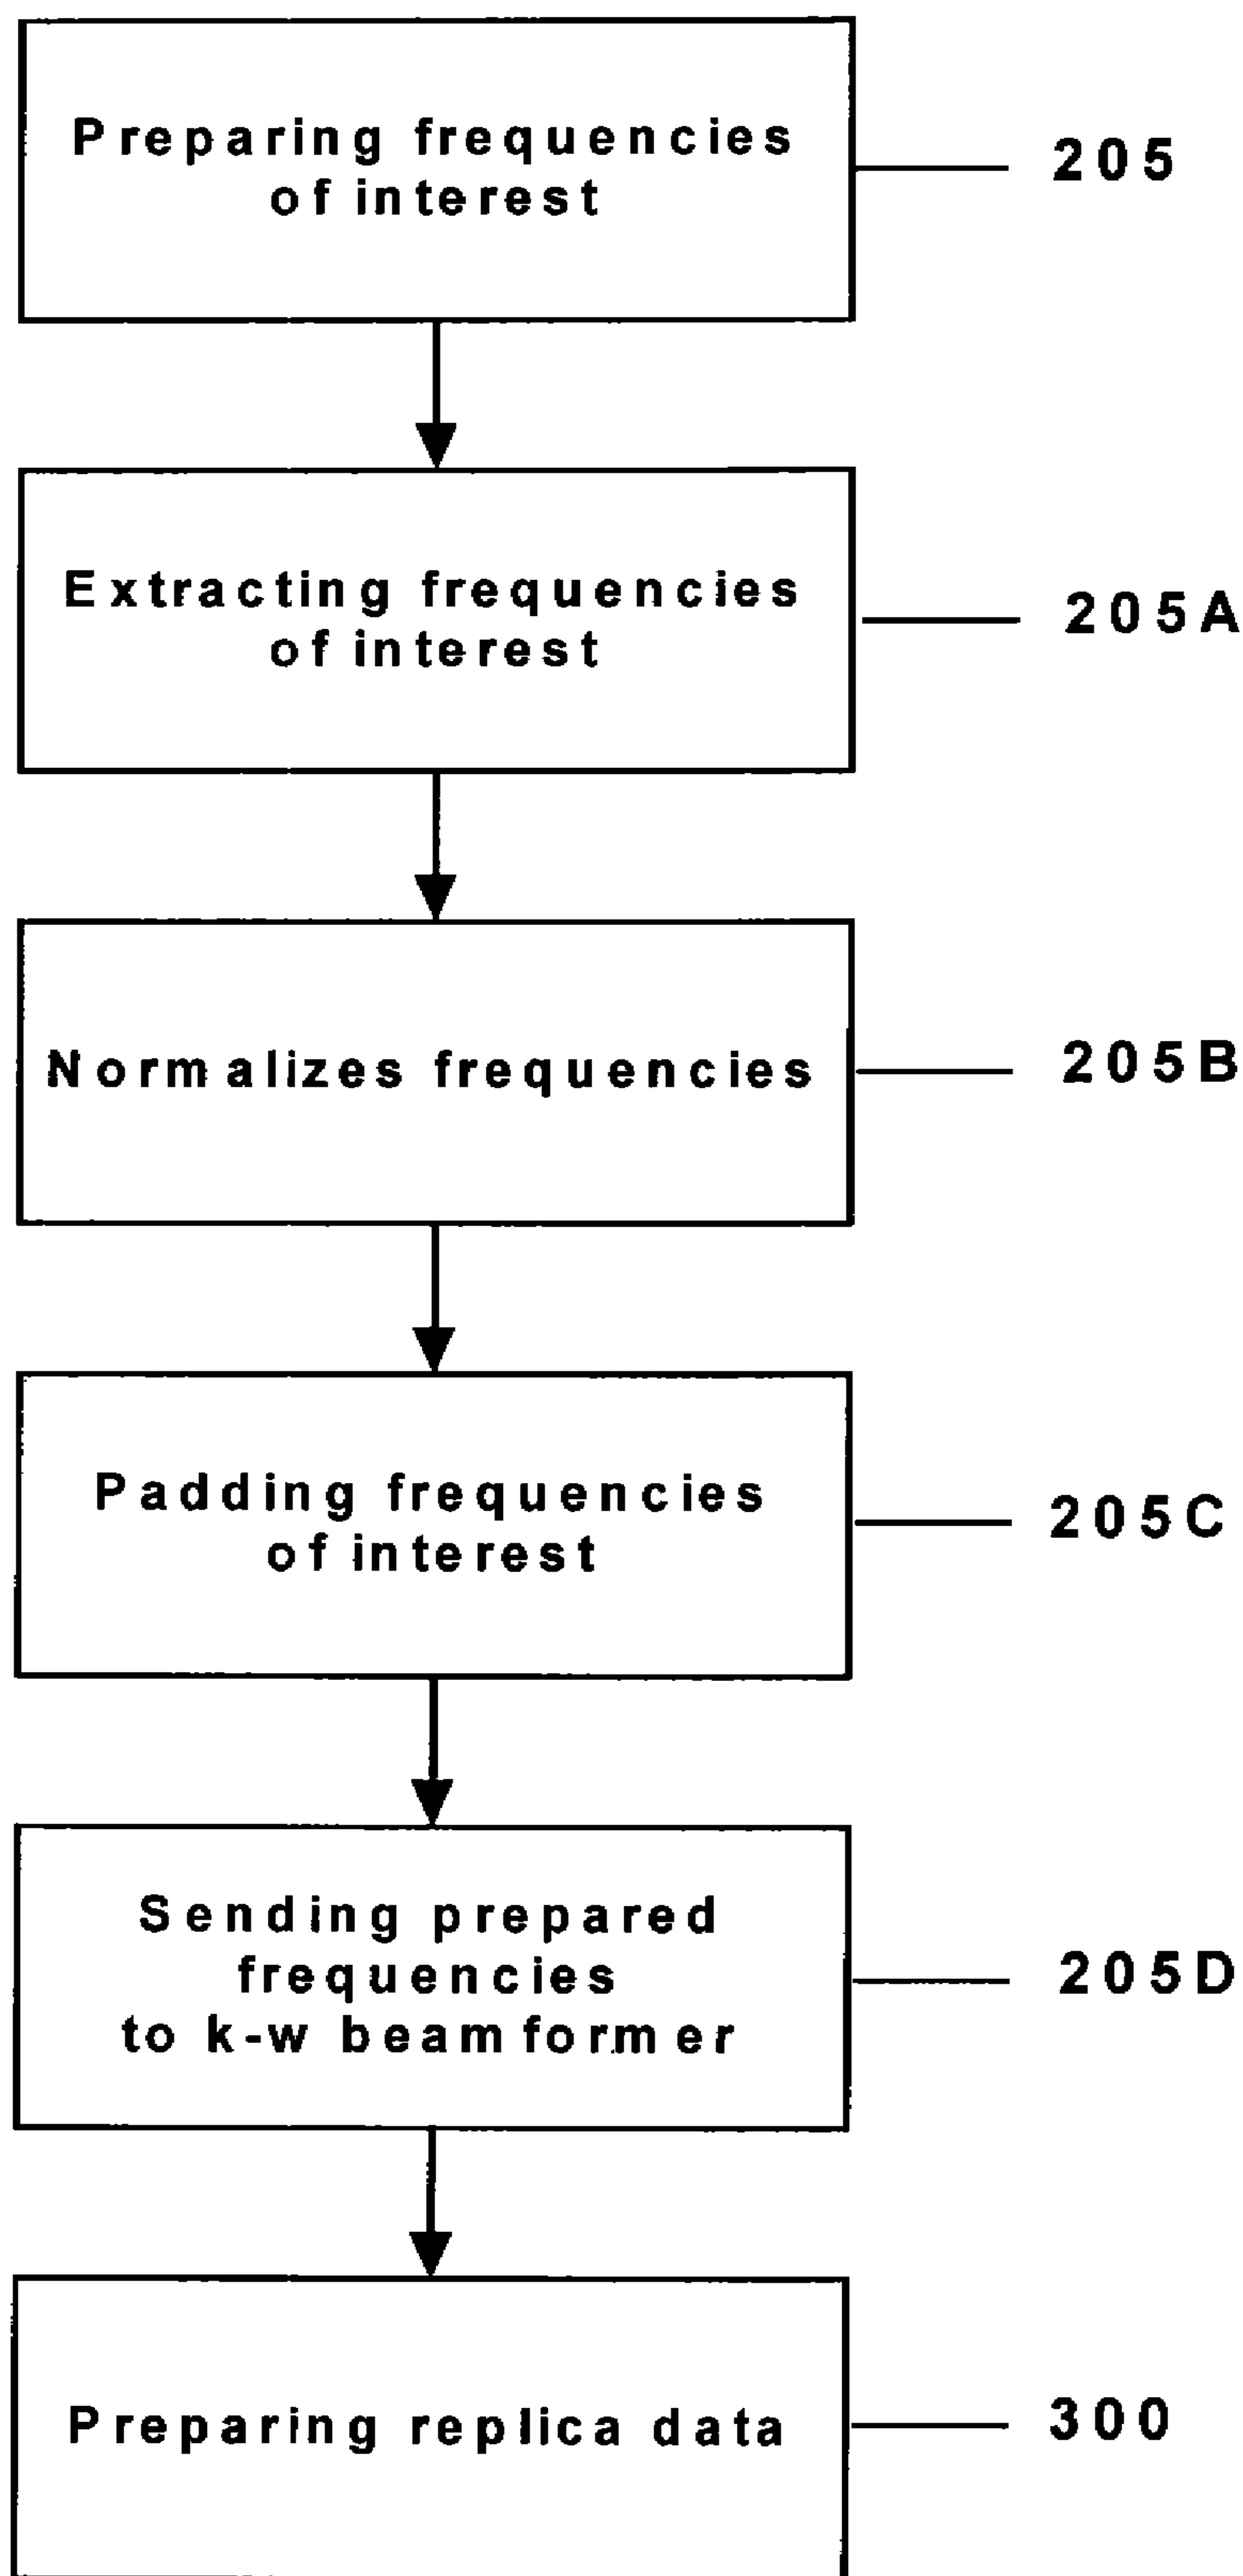 Preparing frequencies
of interest
205
Extracting frequencies
of interest
205A
Normalizes frequencies
205B
Padding frequencies
of interest
205C
Sending prepared
frequencies
to k-w beamformer
205D
Preparing replica data
300